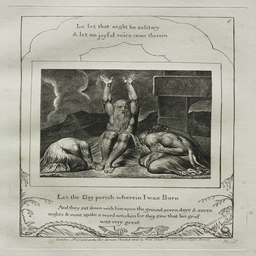 Lo let that night be solitary
& let no joyful voice come therein
Let the Day perish wherein I was Born
And they sat down with him upon the ground seven days & seven
nights & none spake a word unto him for they saw that his grief
was very great